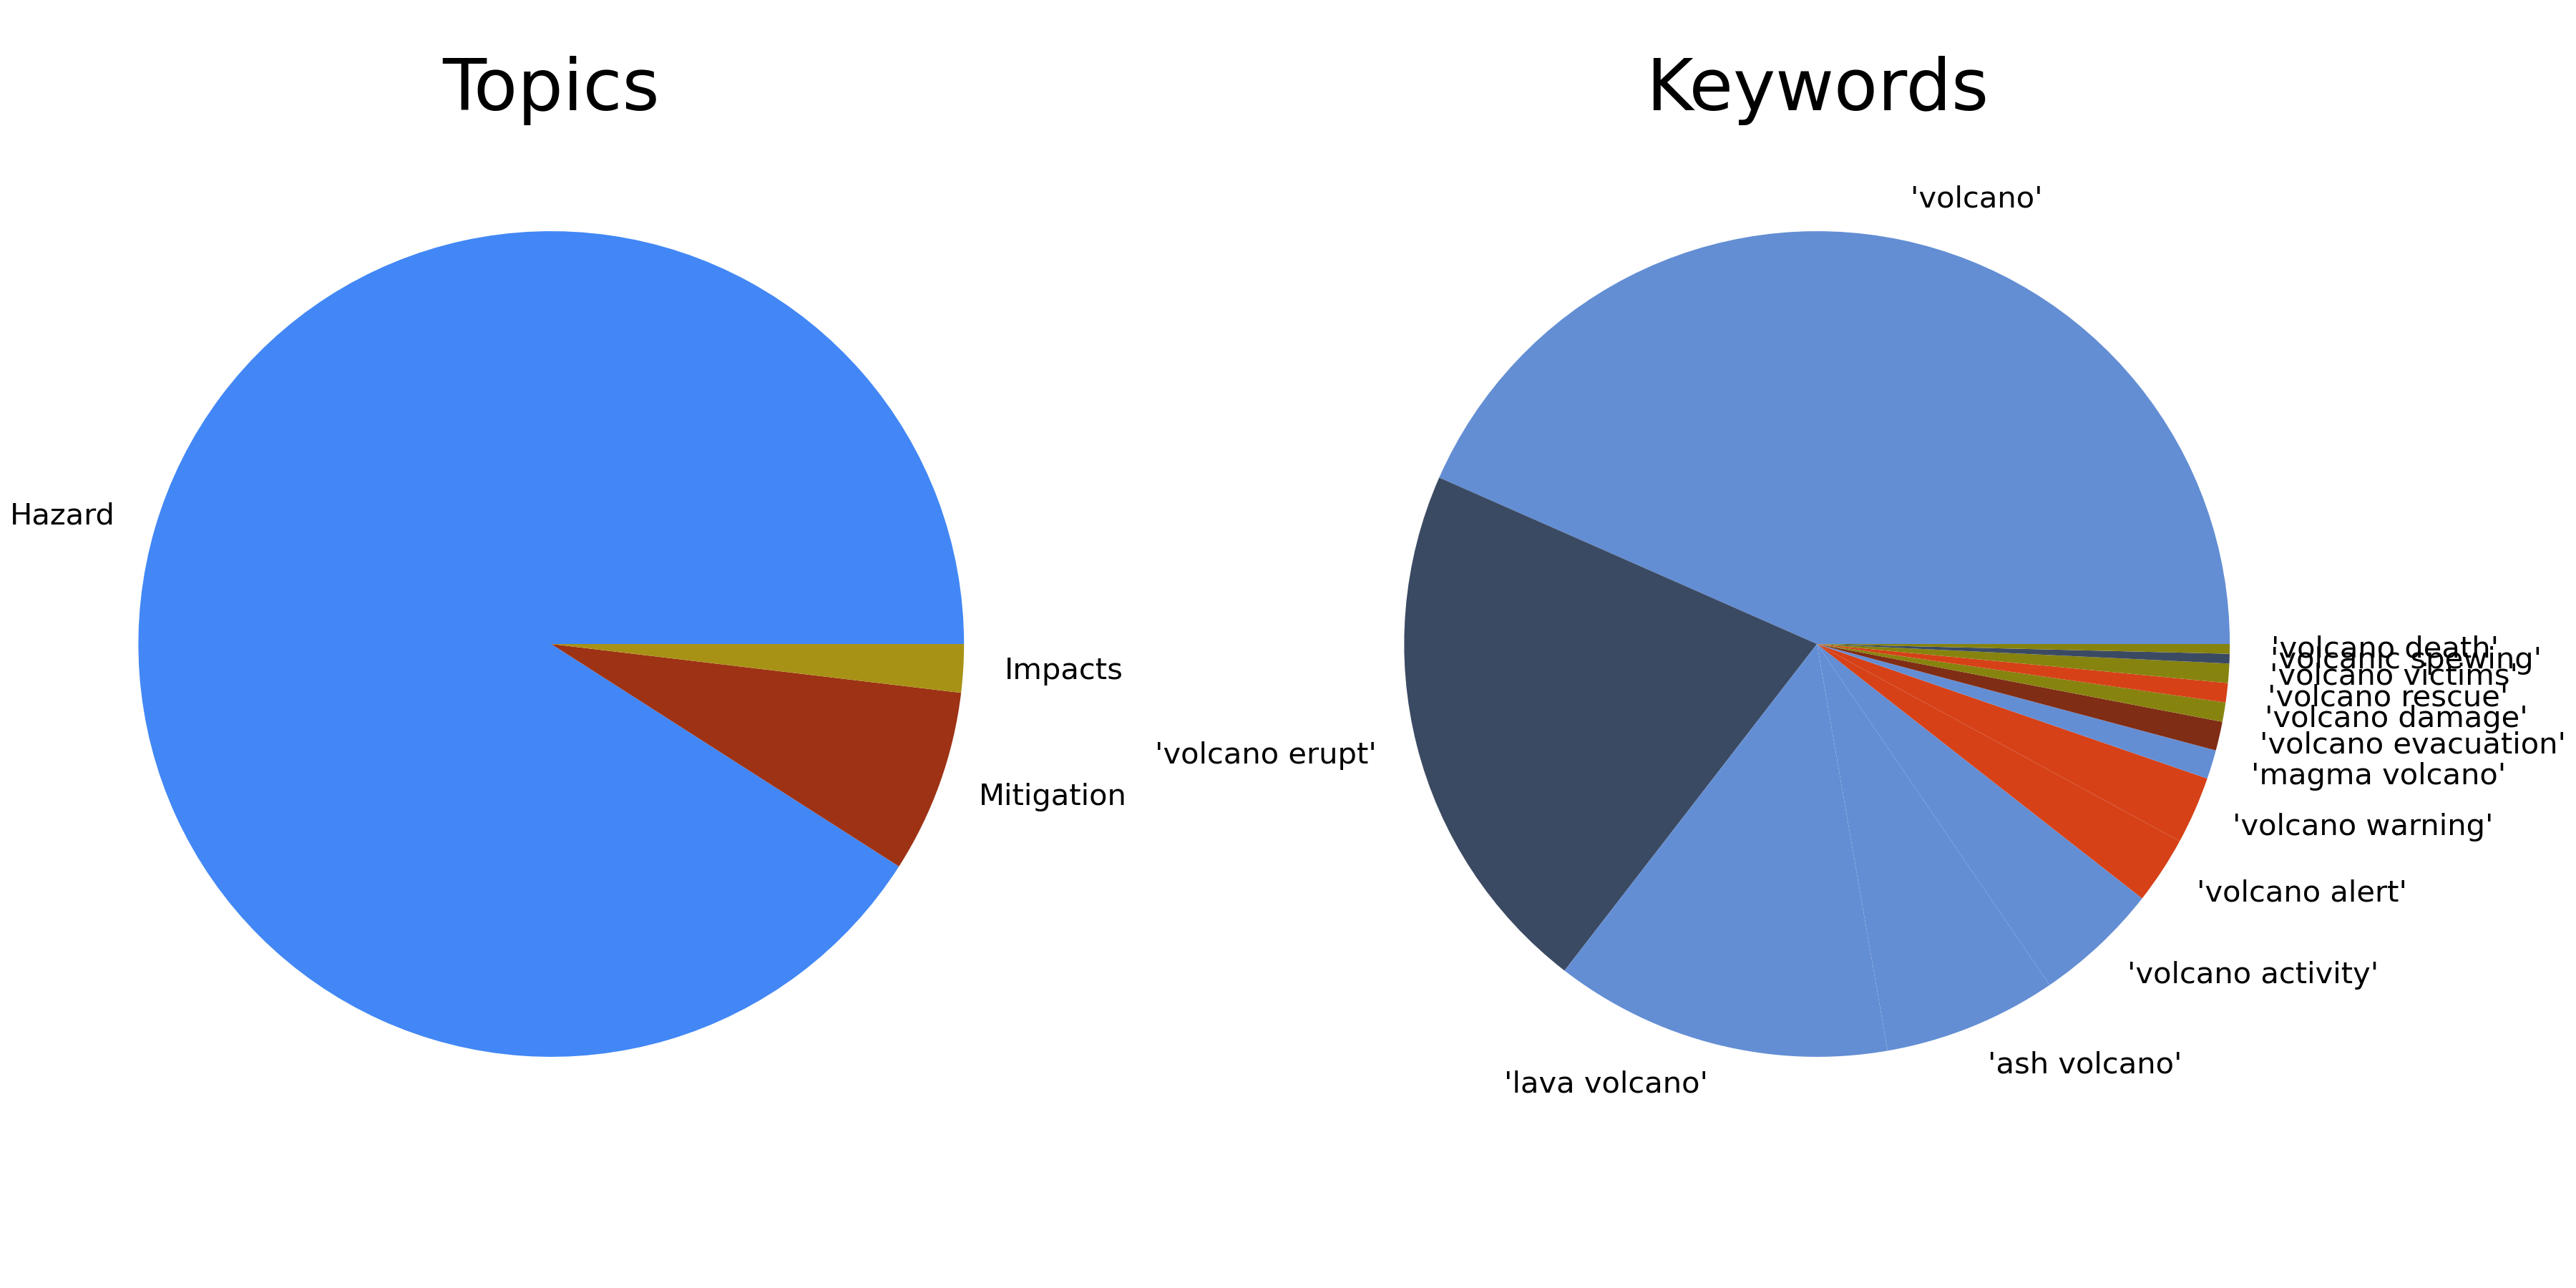 Topics
Hazard
Impacts
Mitigation
Keywords
'volcano'
'volcano erupt'
'lava volcano'
'ash volcano'
'volcano activity'
'volcano alert'
'volcano warning'
'magma volcano'
'volcano evacuation'
'volcano damage'
'volcano rescue'
'volcano victims'
'volcanic spewing'
'volcano death'